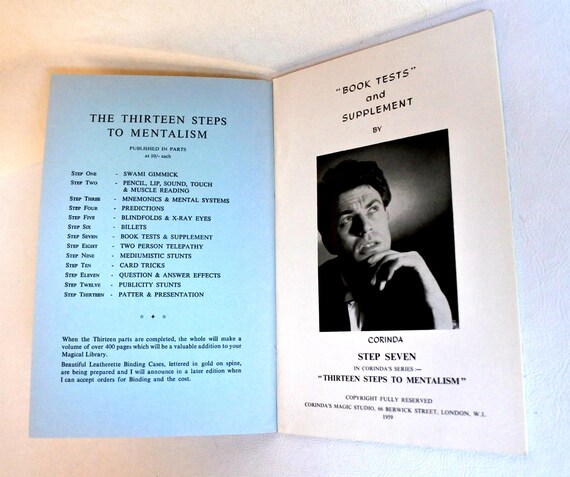 THE THIRTEEN STEPS
TO MENTALISM
PUBLISHED IN PARTS
at 10/- each
STEP ONE - SWAMI GIMMICK
STEP TWO - PENCIL, LIP, SOUND, TOUCH
& MUSCLE READING
STEP THREE - MNEMONICS & MENTAL SYSTEMS
STEP FOUR - PREDICTIONS
STEP FIVE - BLINDFOLDS & X-RAY EYES
STEP SIX - BILLETS
STEP SEVEN - BOOK TESTS & SUPPLEMENT
STEP EIGHT - TWO PERSON TELEPATHY
STEP NINE - MEDIUMISTIC STUNTS
STEP TEN - CARD TRICKS
STEP ELEVEN - QUESTION & ANSWER EFFECTS
STEP TWELVE - PUBLICITY STUNTS
STEP THIRTEEN - PATTER & PRESENTATION
When the Thirteen parts are completed, the whole will make a
volume of over 400 pages which will be a valuable addition to your
Magical Library.
Beautiful Leatherette Binding Cases, lettered in gold on spine,
are being prepared and I will announce in a later edition when
I can accept orders for Binding and the cost.
"BOOK TESTS"
and
SUPPLEMENT
BY
CORINDA
STEP SEVEN
IN CORINDA'S SERIES:—
"THIRTEEN STEPS TO MENTALISM"
COPYRIGHT FULLY RESERVED
CORINDA'S MAGIC STUDIO, 66 BERWICK STREET, LONDON, W.1.
1959